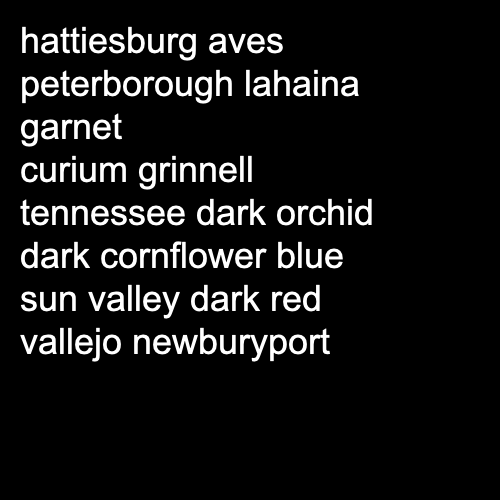 hattiesburg aves
peterborough lahaina
garnet
curium grinnell
tennessee dark orchid
dark cornflower blue
sun valley dark red
vallejo newburyport